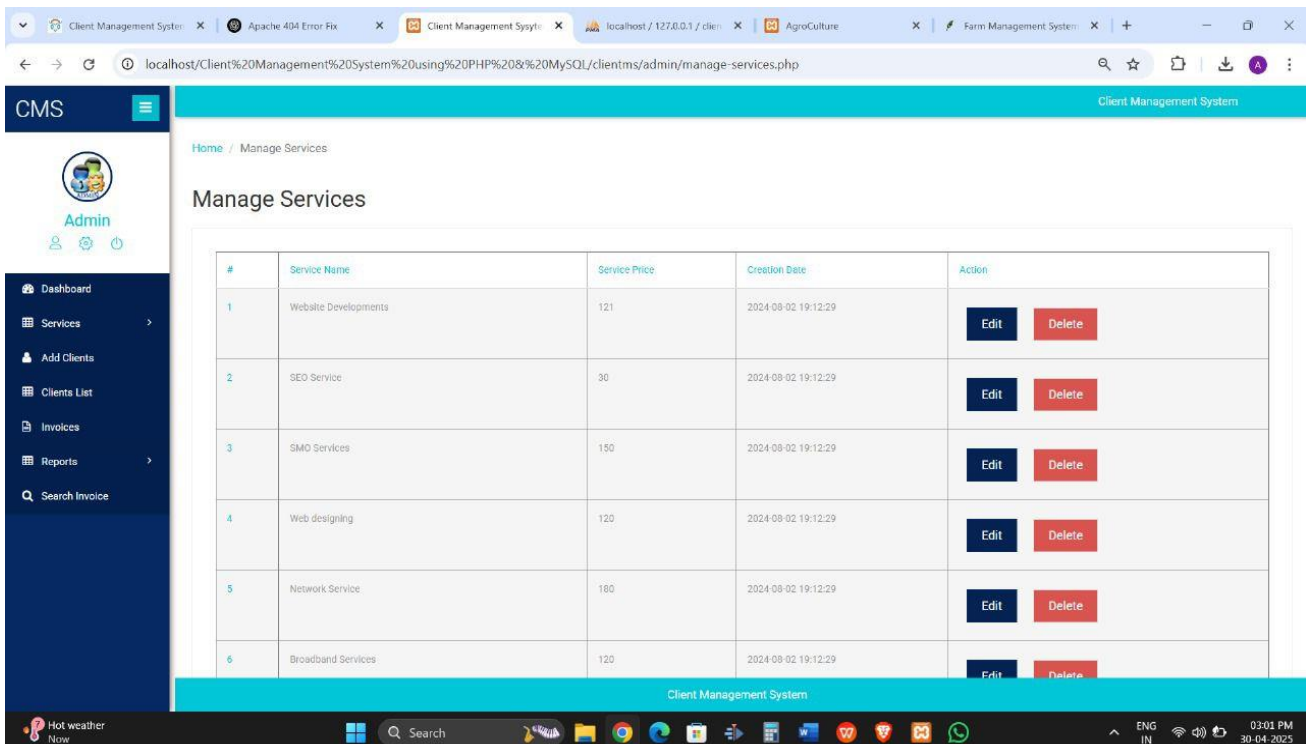 Client Management Syster
Apache 404 Error Fix
Client Management Sysyte
localhost / 127.0.0.1 / clien
AgroCulture
Farm Management System
localhost/Client%20Management%20System%20using%20PHP%20&%20MySQL/clientms/admin/manage-services.php
A
CMS
Client Management System
Home / Manage Services
Manage Services
Admin
Dashboard
Services
Add Clients
Clients List
Invoices
Reports
Search Invoice
# Service Name Service Price Creation Date Action
1 Website Developments 121 2024-08-02 19:12:29 Edit Delete
2 SEO Service 30 2024-08-02 19:12:29 Edit Delete
3 SMO Services 150 2024-08-02 19:12:29 Edit Delete
4 Web designing 120 2024-08-02 19:12:29 Edit Delete
5 Network Service 180 2024-08-02 19:12:29 Edit Delete
6 Broadband Services 120 2024-08-02 19:12:29 Edit Delete
Client Management System
7 Hot weather
Now
Search
ENG
IN
03:01 PM
30-04-2025